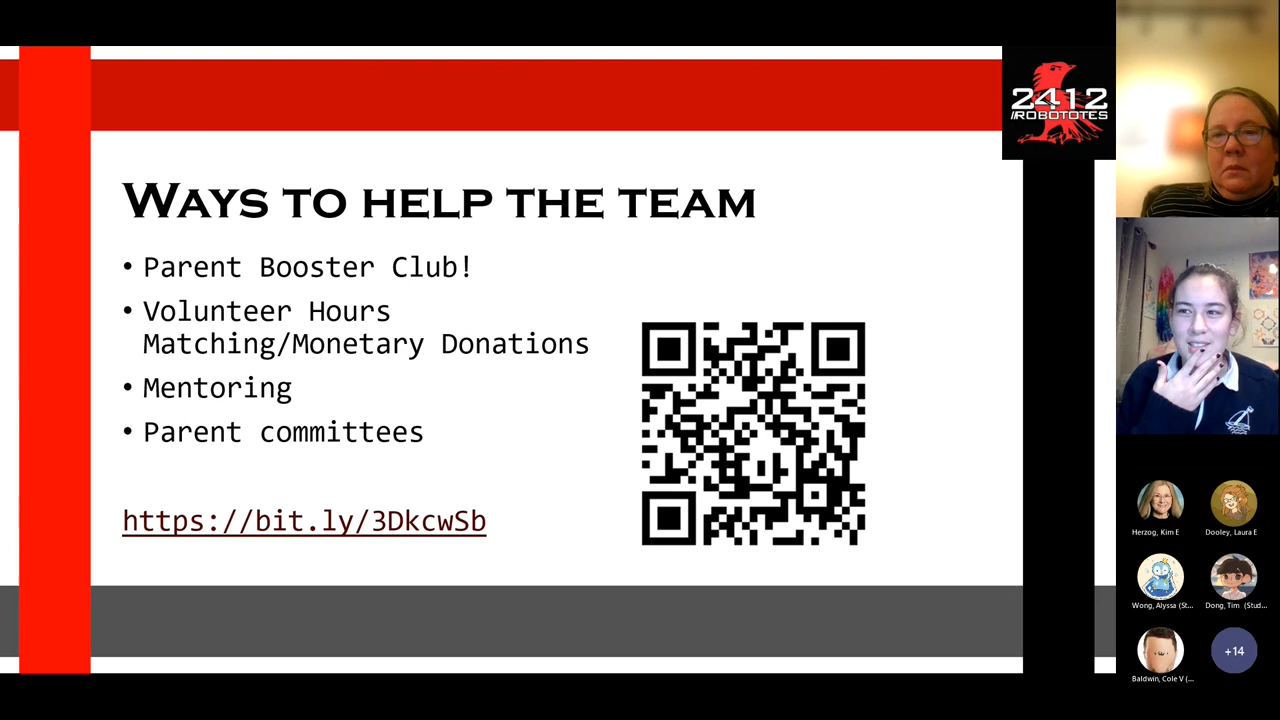 2412
ROBOTOTES
WAYS TO HELP THE TEAM
• Parent Booster Club!
• Volunteer Hours
Matching/Monetary Donations
• Mentoring
• Parent committees
https://bit.ly/3DkcwSb
Herzog, Kim E
Dooley, Laura E
Wong, Alyssa (St...
Dong, Tim (Stud...
Baldwin, Cole V (...
+14